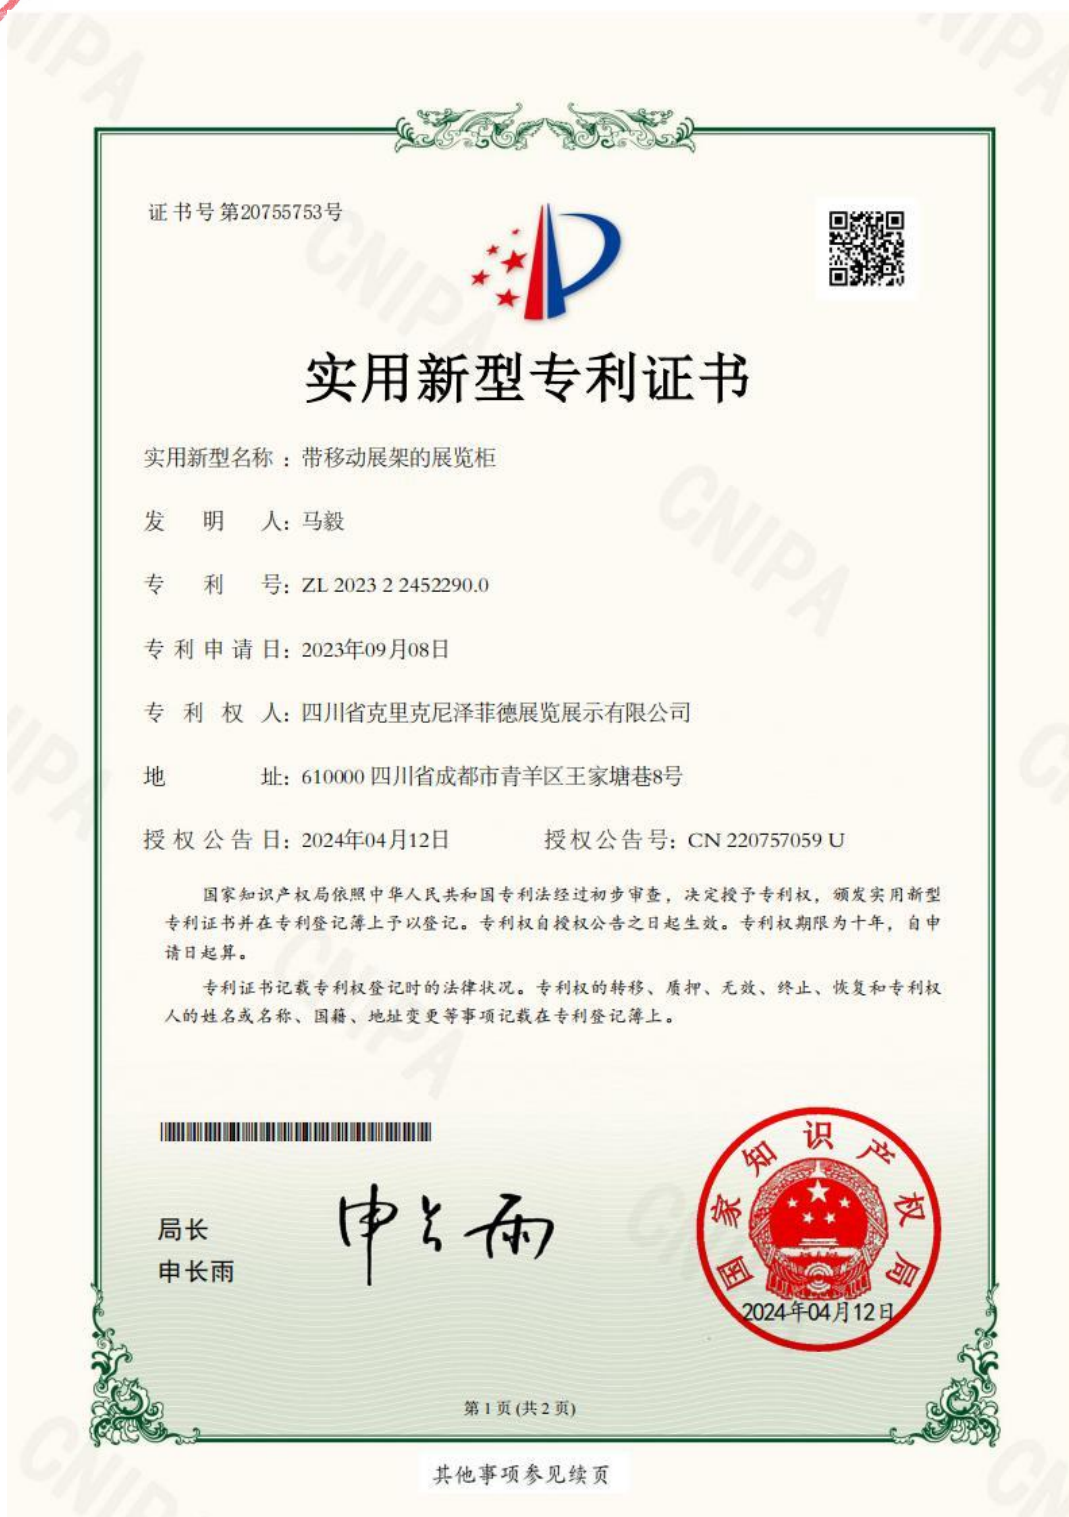 证书号第20755753号
实用新型专利证书
实用新型名称：带移动展架的展览柜
发明人：马毅
专利号：ZL 2023 2 2452290.0
专利申请日：2023年09月08日
专利权人：四川省克里克尼泽菲德展览展示有限公司
地址：610000 四川省成都市青羊区王家塘巷8号
授权公告日：2024年04月12日 授权公告号：CN 220757059 U
国家知识产权局依照中华人民共和国专利法经过初步审查，决定授予专利权，颁发实用新型
专利证书并在专利登记簿上予以登记。专利权自授权公告之日起生效。专利权期限为十年，自申
请日起算。
专利证书记载专利权登记时的法律状况。专利权的转移、质押、无效、终止、恢复和专利权
人的姓名或名称、国籍、地址变更等事项记载在专利登记簿上。
局长
申长雨
申长雨
国家知识产权局
2024年04月12日
第 1 页 (共 2 页)
其他事项参见续页
CNIPA
CNIPA
CNIPA
CNIPA